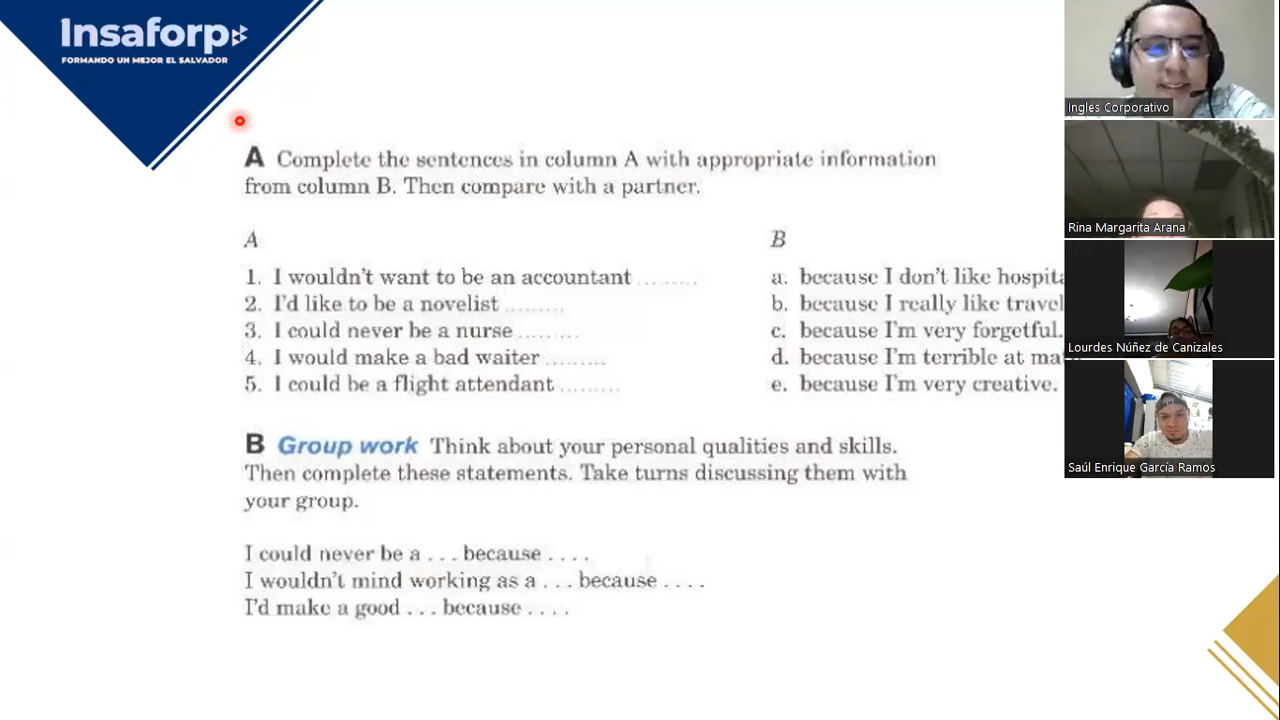 Insaforp
FORMANDO UN MEJOR EL SALVADOR
A Complete the sentences in column A with appropriate information
from column B. Then compare with a partner.
A
1. I wouldn't want to be an accountant .........
2. I'd like to be a novelist .........
3. I could never be a nurse .........
4. I would make a bad waiter .........
5. I could be a flight attendant .........
B
a. because I don't like
b. because I really like
c. because I'm very forgetful.
d. because I'm terrible at
e. because I'm very creative.
B Group work Think about your personal qualities and skills.
Then complete these statements. Take turns discussing them with
your group.
I could never be a . . . because . . . .
I wouldn't mind working as a . . . because . . . .
I'd make a good . . . because . . . .
Ingles Corporativo
Rina Margarita Arana
Lourdes Núñez de Canizales
Saúl Enrique García Ramos